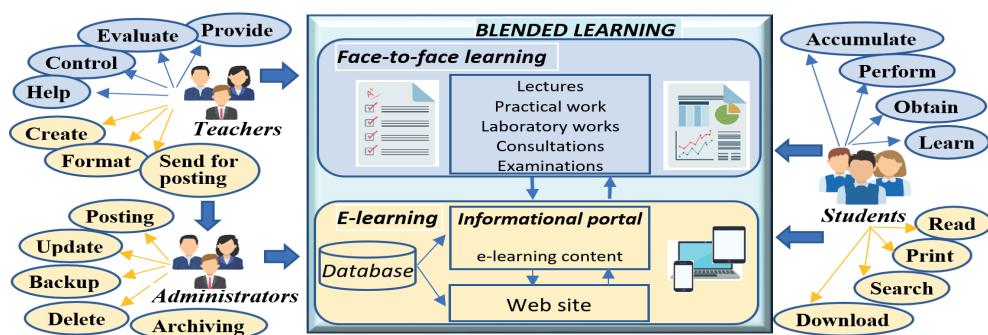 BLENDED LEARNING
Provide
Evaluate
Control
Help
Teachers
Create
Format
Send for
posting
Posting
Update
Backup
Delete
Administrators
Archiving
Face-to-face learning
Lectures
Practical work
Laboratory works
Consultations
Examinations
E-learning
Informational portal
e-learning content
Database
Web site
Accumulate
Perform
Obtain
Learn
Students
Read
Print
Search
Download